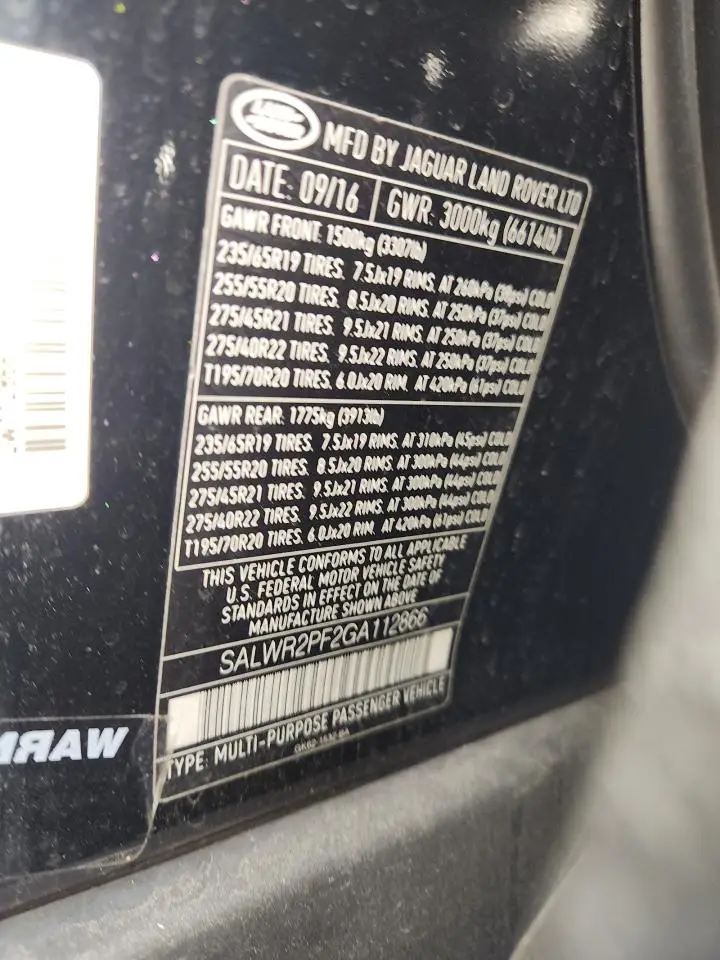 LAND ROVER
MFD BY JAGUAR LAND ROVER LTD
DATE: 09/16 GWR: 3000kg (6614lb)
GAWR FRONT: 1500kg (3307lb)
235/65R19 TIRES. 7.5Jx19 RIMS. AT 260kPa (38psi) COLD
255/55R20 TIRES. 8.5Jx20 RIMS. AT 250kPa (37psi) COLD
275/45R21 TIRES. 9.5Jx21 RIMS. AT 250kPa (37psi) COLD
275/40R22 TIRES. 9.5Jx22 RIMS. AT 250kPa (37psi) COLD
T195/70R20 TIRES. 6.0Jx20 RIM. AT 420kPa (61psi) COLD
GAWR REAR: 1775kg (3913lb)
235/65R19 TIRES. 7.5Jx19 RIMS. AT 310kPa (45psi) COLD
255/55R20 TIRES. 8.5Jx20 RIMS. AT 300kPa (44psi) COLD
275/45R21 TIRES. 9.5Jx21 RIMS. AT 300kPa (44psi) COLD
275/40R22 TIRES. 9.5Jx22 RIMS. AT 300kPa (44psi) COLD
T195/70R20 TIRES. 6.0Jx20 RIM. AT 420kPa (61psi) COLD
THIS VEHICLE CONFORMS TO ALL APPLICABLE
U.S. FEDERAL MOTOR VEHICLE SAFETY
STANDARDS IN EFFECT ON THE DATE OF
MANUFACTURE SHOWN ABOVE
SALWR2PF2GA112866
TYPE: MULTI-PURPOSE PASSENGER VEHICLE